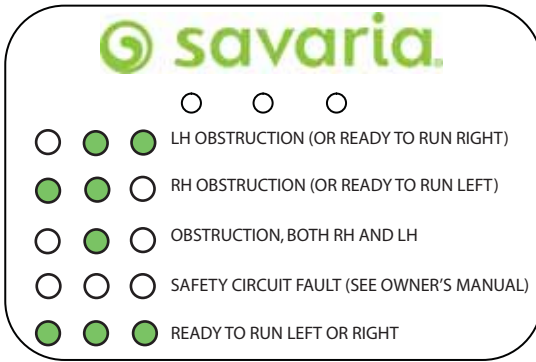 savaria.
LH OBSTRUCTION (OR READY TO RUN RIGHT)
RH OBSTRUCTION (OR READY TO RUN LEFT)
OBSTRUCTION, BOTH RH AND LH
SAFETY CIRCUIT FAULT (SEE OWNER'S MANUAL)
READY TO RUN LEFT OR RIGHT